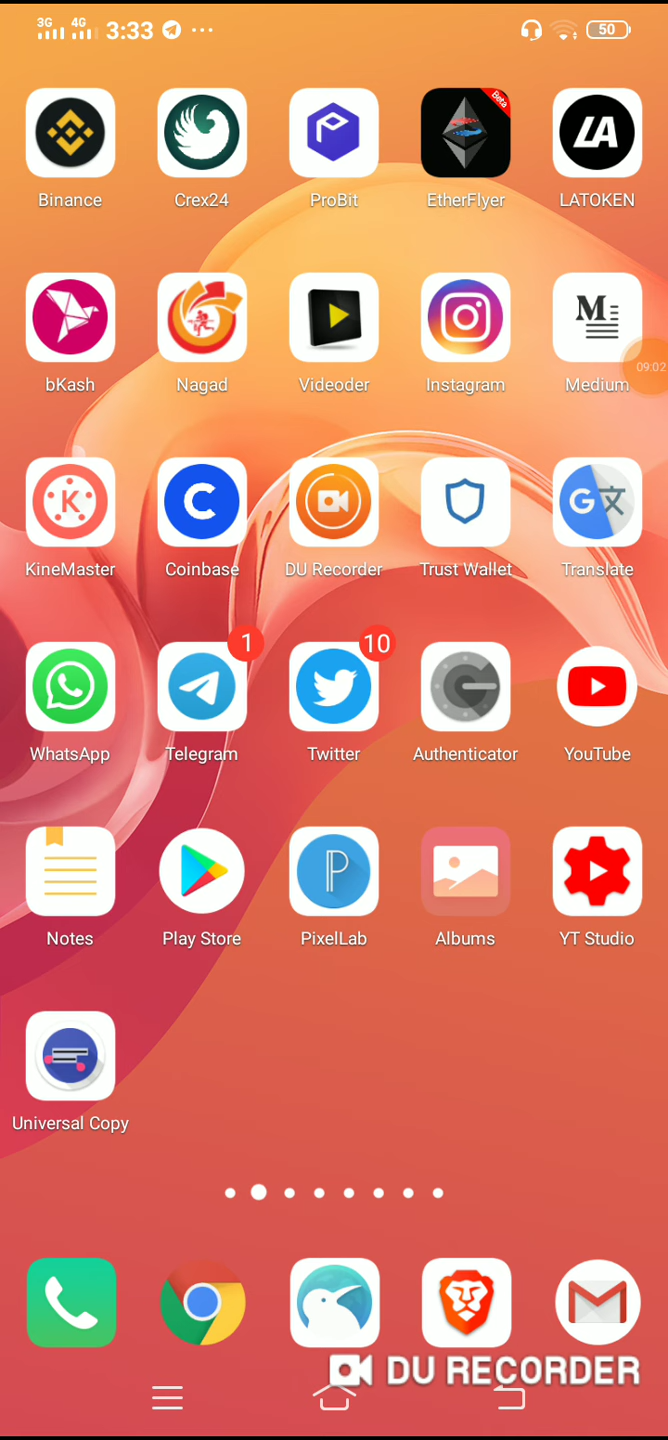 3G 4G 3:33 50
Beta
Binance Crex24 ProBit EtherFlyer LATOKEN
bKash Nagad Videoder Instagram Medium
09:02
KineMaster Coinbase DU Recorder Trust Wallet Translate
1 10
WhatsApp Telegram Twitter Authenticator YouTube
Notes Play Store PixelLab Albums YT Studio
Universal Copy
DU RECORDER